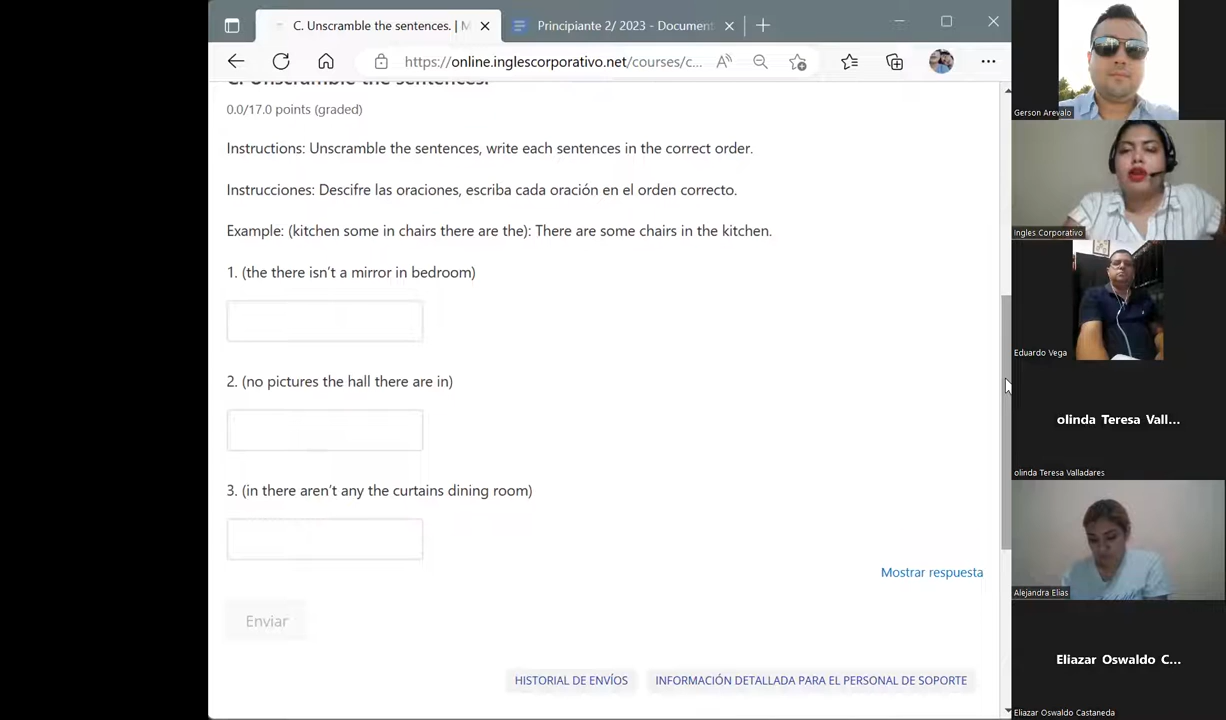 C. Unscramble the sentences. | M
Principiante 2/ 2023 - Document
https://online.inglescorporativo.net/courses/c...
C. Unscramble the sentences.
0.0/17.0 points (graded)
Instructions: Unscramble the sentences, write each sentences in the correct order.
Instrucciones: Descifre las oraciones, escriba cada oración en el orden correcto.
Example: (kitchen some in chairs there are the): There are some chairs in the kitchen.
1. (the there isn't a mirror in bedroom)
2. (no pictures the hall there are in)
3. (in there aren't any the curtains dining room)
Mostrar respuesta
Enviar
HISTORIAL DE ENVÍOS
INFORMACIÓN DETALLADA PARA EL PERSONAL DE SOPORTE
Gerson Arevalo
Ingles Corporativo
Eduardo Vega
olinda Teresa Vall...
olinda Teresa Valladares
Alejandra Elias
Eliazar Oswaldo C...
Eliazar Oswaldo Castaneda